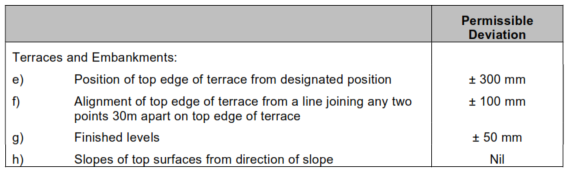 Permissible
Deviation
Terraces and Embankments:
e) Position of top edge of terrace from designated position ± 300 mm
f) Alignment of top edge of terrace from a line joining any two ± 100 mm
points 30m apart on top edge of terrace
g) Finished levels ± 50 mm
h) Slopes of top surfaces from direction of slope Nil